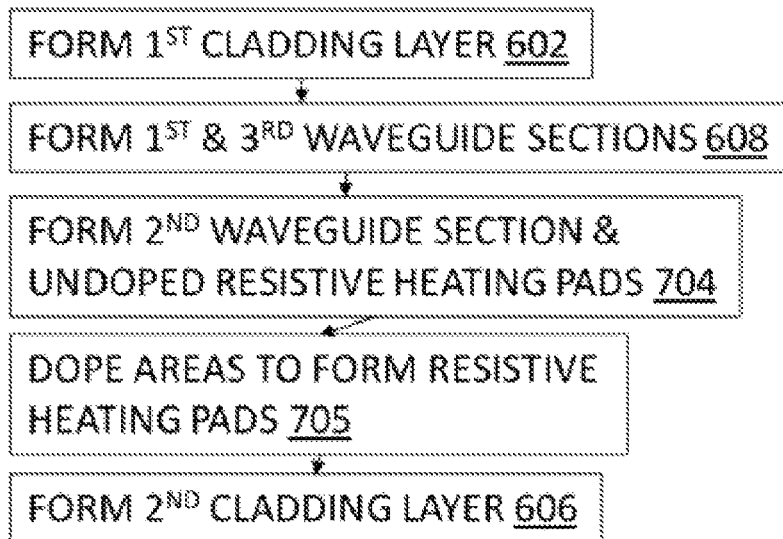 FORM 1ST CLADDING LAYER 602
FORM 1ST & 3RD WAVEGUIDE SECTIONS 608
FORM 2ND WAVEGUIDE SECTION &
UNDOPED RESISTIVE HEATING PADS 704
DOPE AREAS TO FORM RESISTIVE
HEATING PADS 705
FORM 2ND CLADDING LAYER 606